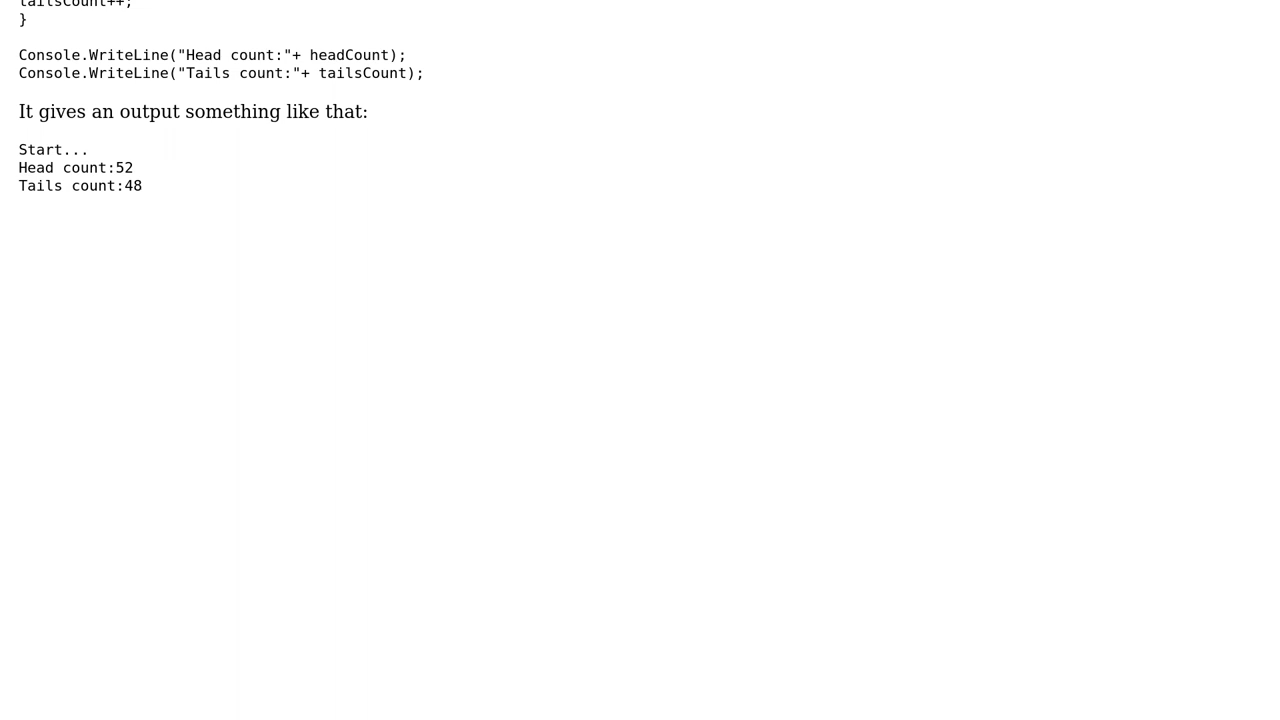 tailsCount++;
}
Console.WriteLine("Head count:"+ headCount);
Console.WriteLine("Tails count:"+ tailsCount);
It gives an output something like that:
Start...
Head count:52
Tails count:48